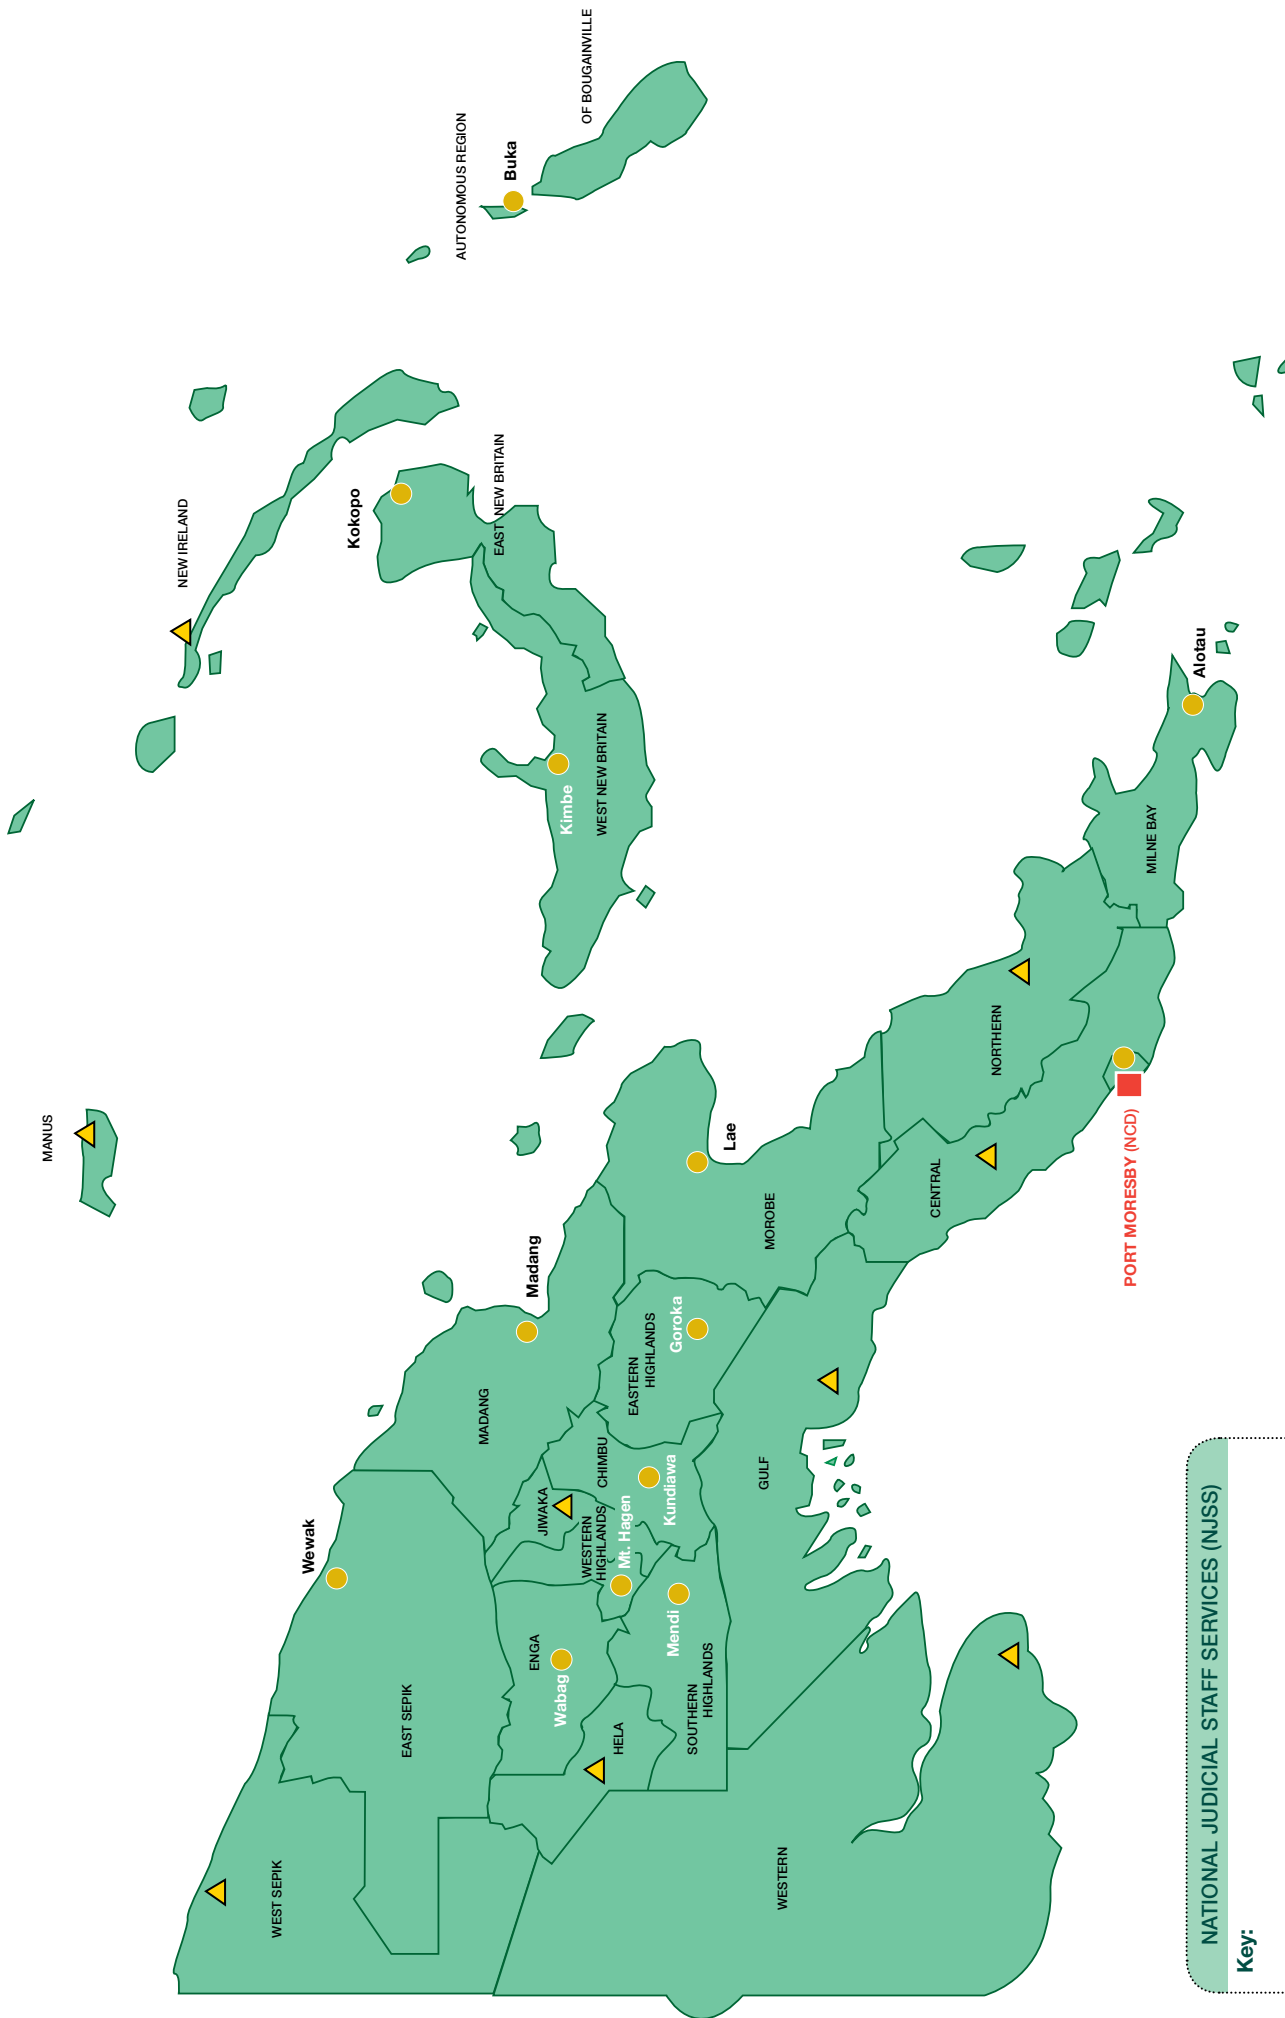 MANUS
NEW IRELAND
AUTONOMOUS REGION
OF BOUGAINVILLE
Buka
Kokopo
EAST NEW BRITAIN
Kimbe
WEST NEW BRITAIN
Wewak
Madang
WEST SEPIK
EAST SEPIK
MADANG
ENGA
Wabag
JIWAKA
WESTERN
HIGHLANDS
Mt. Hagen
CHIMBU
Kundiawa
EASTERN
HIGHLANDS
Goroka
Lae
MOROBE
HELA
Mendi
SOUTHERN
HIGHLANDS
GULF
WESTERN
CENTRAL
NORTHERN
PORT MORESBY (NCD)
MILNE BAY
Alotau
NATIONAL JUDICIAL STAFF SERVICES (NJSS)
Key: